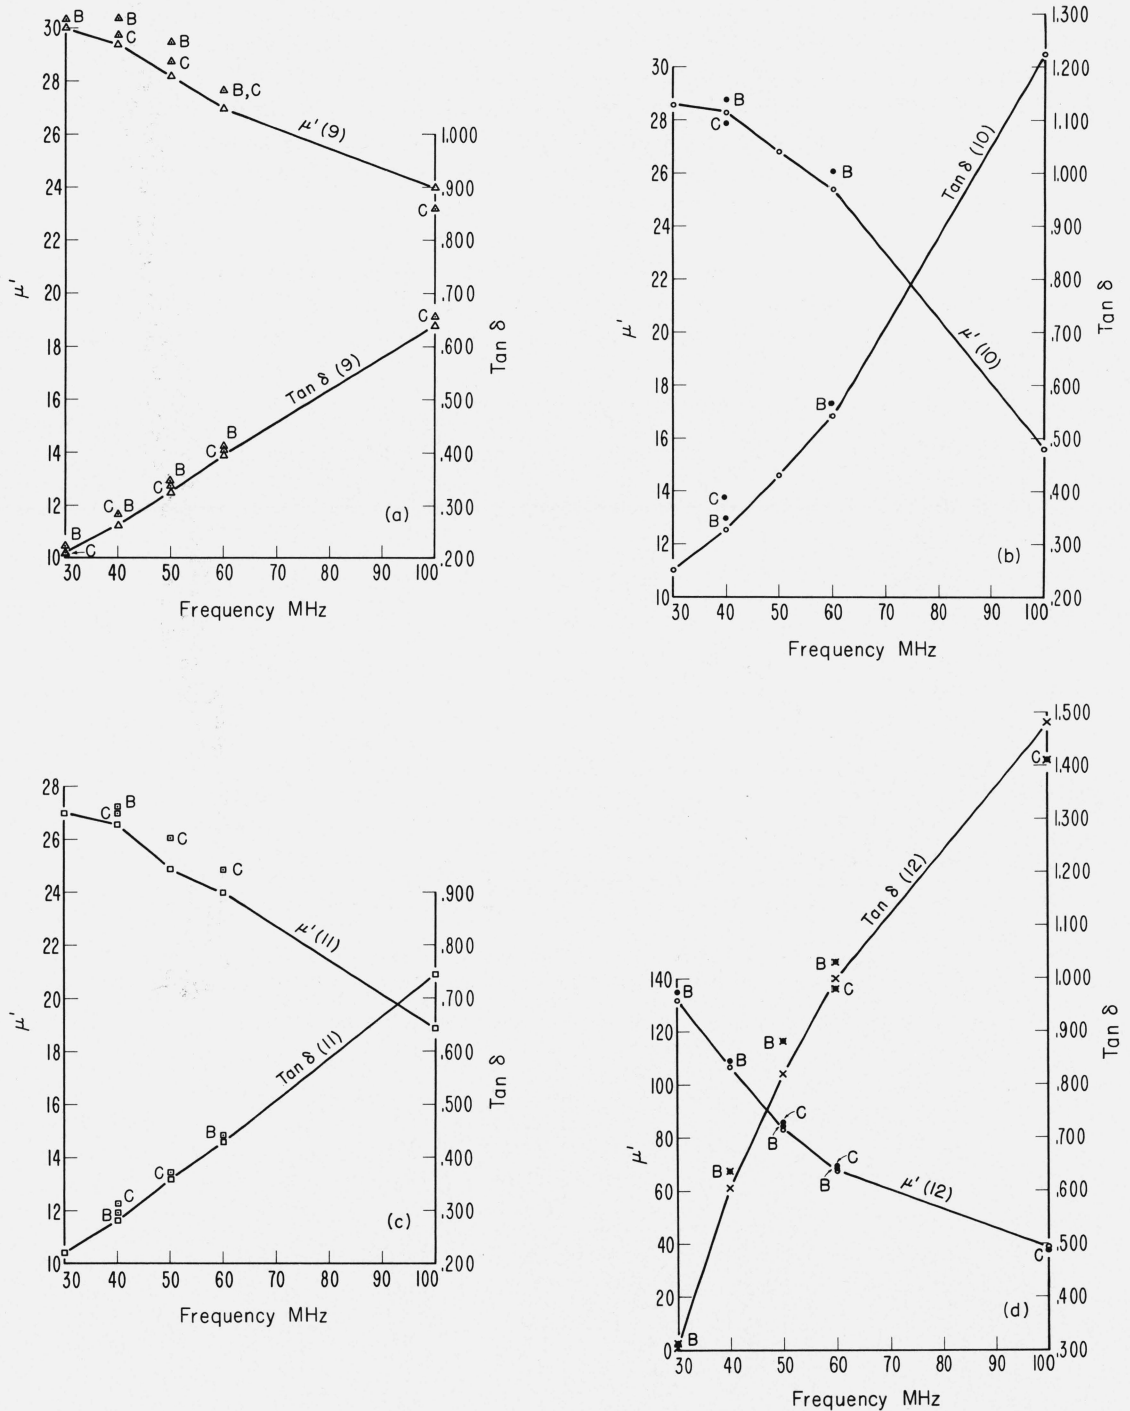 30
28
26
24
22
20
18
16
14
12
10
μ'
B
B
C
B
C
B,C
μ' (9)
C
C
Tan δ (9)
B
C
B
C
C B
B
C
(a)
1.000
.900
.800
.700
.600
.500
.400
.300
.200
Tan δ
30 40 50 60 70 80 90 100
Frequency MHz
30
28
26
24
22
20
18
16
14
12
10
μ'
B
C
B
Tan δ (10)
μ' (10)
B
C
B
(b)
1.300
1.200
1.100
1.000
.900
.800
.700
.600
.500
.400
.300
.200
Tan δ
30 40 50 60 70 80 90 100
Frequency MHz
28
26
24
22
20
18
16
14
12
10
μ'
B
C
C
C
μ' (11)
Tan δ (11)
B
C
C
B
(c)
.900
.800
.700
.600
.500
.400
.300
.200
Tan δ
30 40 50 60 70 80 90 100
Frequency MHz
140
120
100
80
60
40
20
0
μ'
C
Tan δ (12)
B
C
B
B
B
C
B
B
C
B
μ' (12)
C
B
(d)
1.500
1.400
1.300
1.200
1.100
1.000
.900
.800
.700
.600
.500
.400
.300
Tan δ
30 40 50 60 70 80 90 100
Frequency MHz